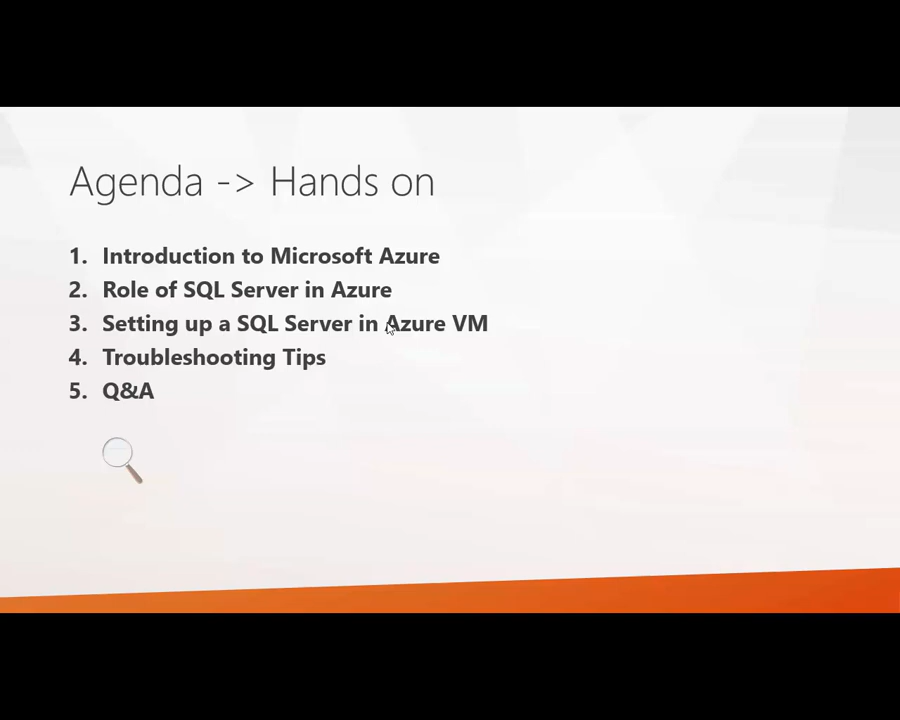 Agenda -> Hands on
1. Introduction to Microsoft Azure
2. Role of SQL Server in Azure
3. Setting up a SQL Server in Azure VM
4. Troubleshooting Tips
5. Q&A